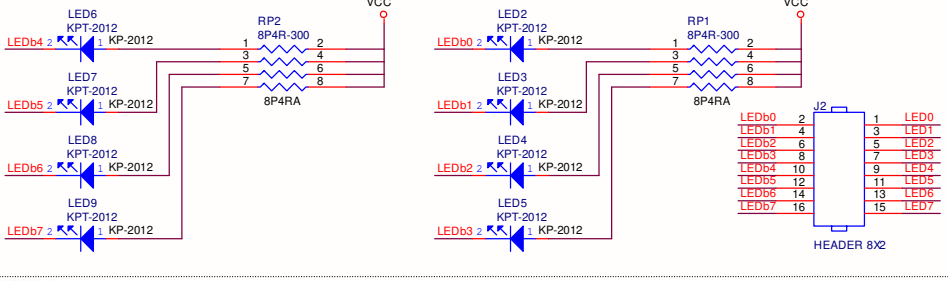 VCC
LED6
KPT-2012
LEDb4 2 1 KP-2012
RP2
8P4R-300
1 2
3 4
5 6
7 8
8P4RA
LED7
KPT-2012
LEDb5 2 1 KP-2012
LED8
KPT-2012
LEDb6 2 1 KP-2012
LED9
KPT-2012
LEDb7 2 1 KP-2012
VCC
LED2
KPT-2012
LEDb0 2 1 KP-2012
RP1
8P4R-300
1 2
3 4
5 6
7 8
8P4RA
LED3
KPT-2012
LEDb1 2 1 KP-2012
LED4
KPT-2012
LEDb2 2 1 KP-2012
LED5
KPT-2012
LEDb3 2 1 KP-2012
J2
LEDb0 2 1 LED0
LEDb1 4 3 LED1
LEDb2 6 5 LED2
LEDb3 8 7 LED3
LEDb4 10 9 LED4
LEDb5 12 11 LED5
LEDb6 14 13 LED6
LEDb7 16 15 LED7
HEADER 8X2